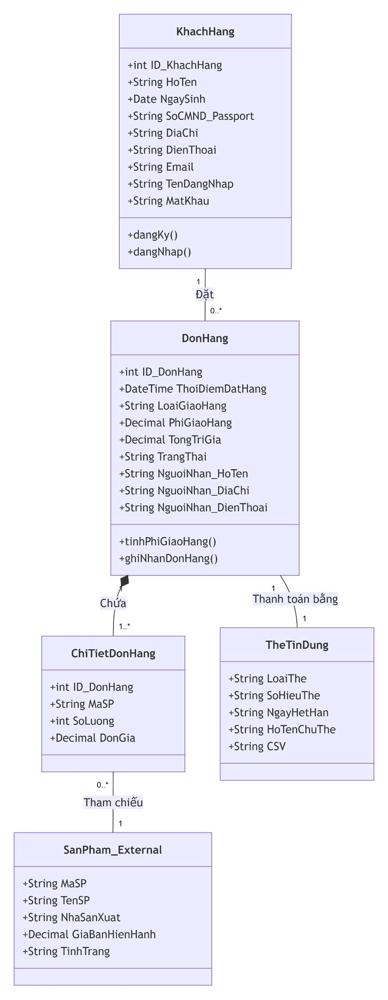 KhachHang
+int ID_KhachHang
+String HoTen
+Date NgaySinh
+String SoCMND_Passport
+String DiaChi
+String DienThoai
+String Email
+String TenDangNhap
+String MatKhau
+dangKy()
+dangNhap()
1
Đặt
0..*
DonHang
+int ID_DonHang
+DateTime ThoiDiemDatHang
+String LoaiGiaoHang
+Decimal PhiGiaoHang
+Decimal TongTriGia
+String TrangThai
+String NguoiNhan_HoTen
+String NguoiNhan_DiaChi
+String NguoiNhan_DienThoai
+tinhPhiGiaoHang()
+ghiNhanDonHang()
1
Chứa
1..*
1
Thanh toán bằng
1
ChiTietDonHang
+int ID_DonHang
+String MaSP
+int SoLuong
+Decimal DonGia
TheTinDung
+String LoaiThe
+String SoHieuThe
+String NgayHetHan
+String HoTenChuThe
+String CSV
0..*
Tham chiếu
1
SanPham_External
+String MaSP
+String TenSP
+String NhaSanXuat
+Decimal GiaBanHienHanh
+String TinhTrang